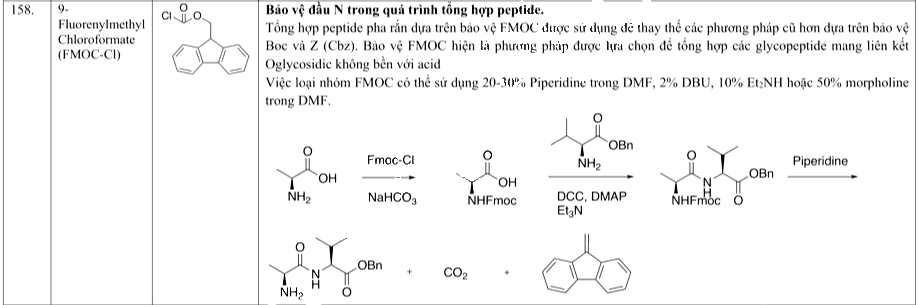 158.
9-
Fluorenylmethyl
Chloroformate
(FMOC-Cl)
Cl
O
O
Bảo vệ đầu N trong quá trình tổng hợp peptide.
Tổng hợp peptide pha rắn dựa trên bảo vệ FMOC được sử dụng để thay thế các phương pháp cũ hơn dựa trên bảo vệ
Boc và Z (Cbz). Bảo vệ FMOC hiện là phương pháp được lựa chọn để tổng hợp các glycopeptide mang liên kết
Oglycosidic không bền với acid
Việc loại nhóm FMOC có thể sử dụng 20-30% Piperidine trong DMF, 2% DBU, 10% Et₂NH hoặc 50% morpholine
trong DMF.
O
OH
NH₂
Fmoc-Cl
NaHCO₃
O
OH
NHFmoc
O
OBn
NH₂
DCC, DMAP
Et₃N
O
N
H
OBn
NHFmoc
O
Piperidine
O
N
H
OBn
NH₂
O
+
CO₂
+